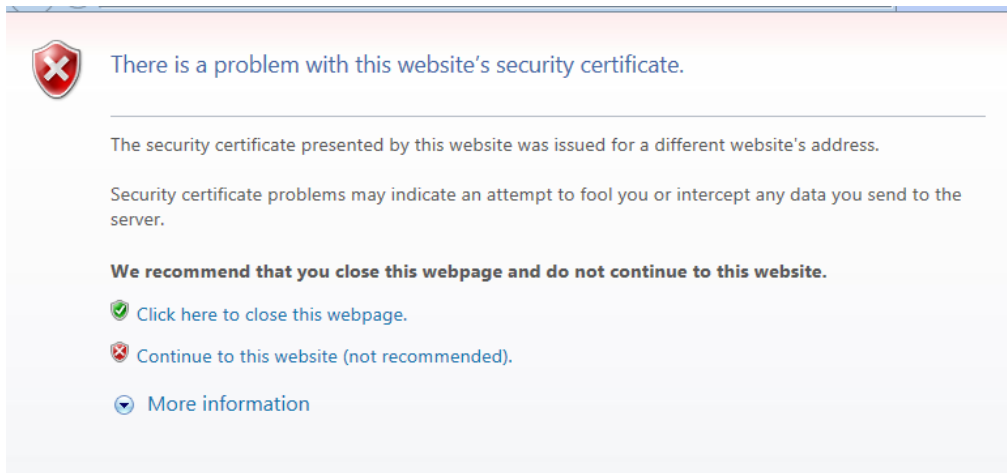 There is a problem with this website's security certificate.
The security certificate presented by this website was issued for a different website's address.
Security certificate problems may indicate an attempt to fool you or intercept any data you send to the
server.
We recommend that you close this webpage and do not continue to this website.
Click here to close this webpage.
Continue to this website (not recommended).
More information